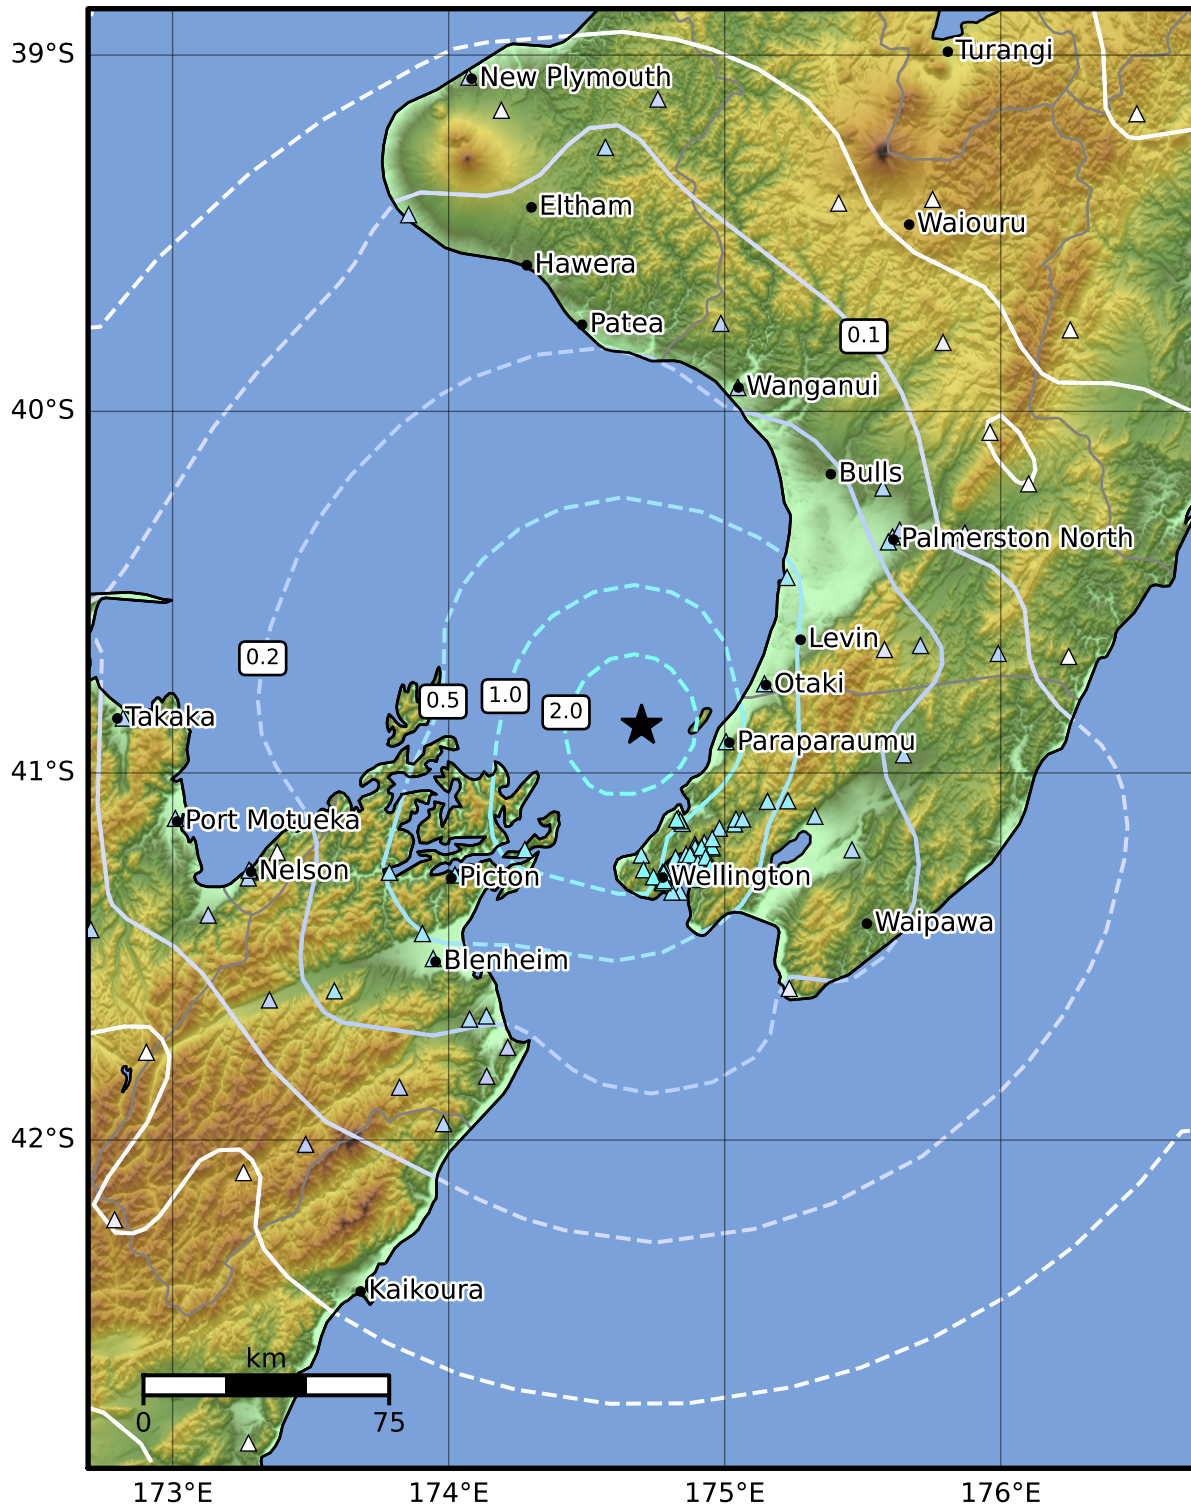 39°S
Turangi
New Plymouth
Eltham
Waiouru
Hawera
Patea
0.1
Wanganui
40°S
Bulls
Palmerston North
Levin
0.2
Otaki
0.5
1.0
2.0
Takaka
Paraparaumu
41°S
Port Motueka
Nelson
Picton
Wellington
Waipawa
Blenheim
42°S
Kaikoura
km
0
75
173°E
174°E
175°E
176°E